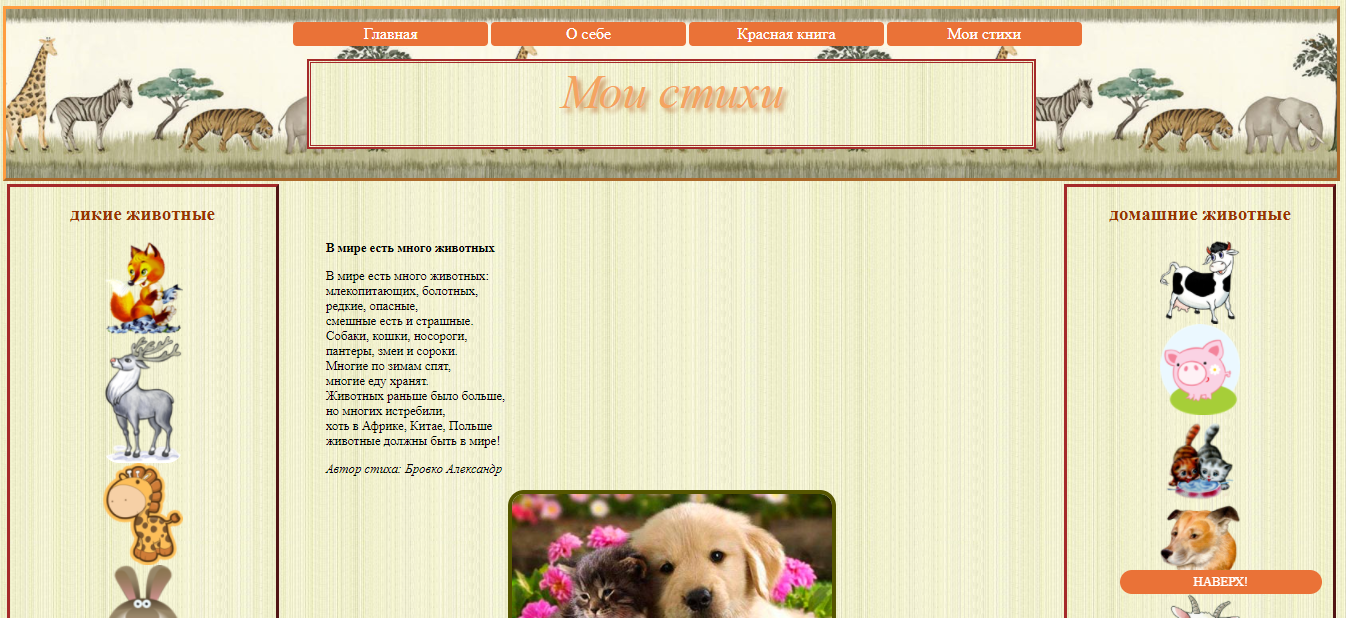 Главная
О себе
Красная книга
Мои стихи
Мои стихи
дикие животные
В мире есть много животных
В мире есть много животных:
млекопитающих, болотных,
редкие, опасные,
смешные есть и страшные.
Собаки, кошки, носороги,
пантеры, змеи и сороки.
Многие по зимам спят,
многие еду хранят.
Животных раньше было больше,
но многих истребили,
хоть в Африке, Китае, Польше
животные должны быть в мире!
Автор стиха: Бровко Александр
домашние животные
НАВЕРХ!